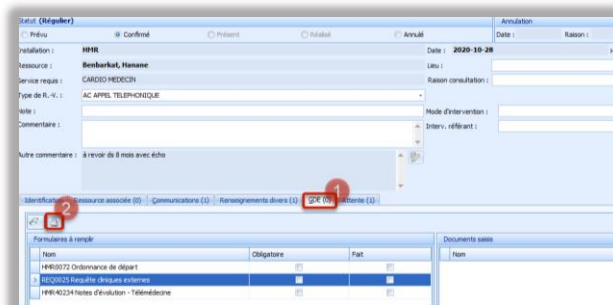 Statut (Régulier)
Annulation
Prévu Confirmé Présent Réalisé Annulé Date : Raison :
Installation : HMR Date : 2020-10-28
Ressource : Benbarkat, Hanane Lieu :
Service requis : CARDIO MEDECIN Raison consultation :
Type de R.-V. : AC APPEL TELEPHONIQUE
Note : Mode d'intervention :
Commentaire : Interv. référant :
Autre commentaire : à revoir ds 8 mois avec écho
1
Identification Ressource associée (0) Communications (1) Renseignements divers (1) GDE (0) Attente (1)
2
Formulaires à remplir Documents saisis
Nom Obligatoire Fait Nom
HMR0072 Ordonnance de départ
REQ0025 Requête cliniques externes
HMR40234 Notes d'évolution - Télémédecine